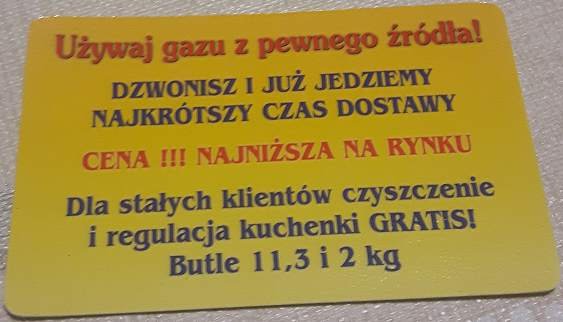 Używaj gazu z pewnego źródła!
DZWONISZ I JUŻ JEDZIEMY
NAJKRÓTSZY CZAS DOSTAWY
CENA !!! NAJNIŻSZA NA RYNKU
Dla stałych klientów czyszczenie
i regulacja kuchenki GRATIS!
Butle 11,3 i 2 kg